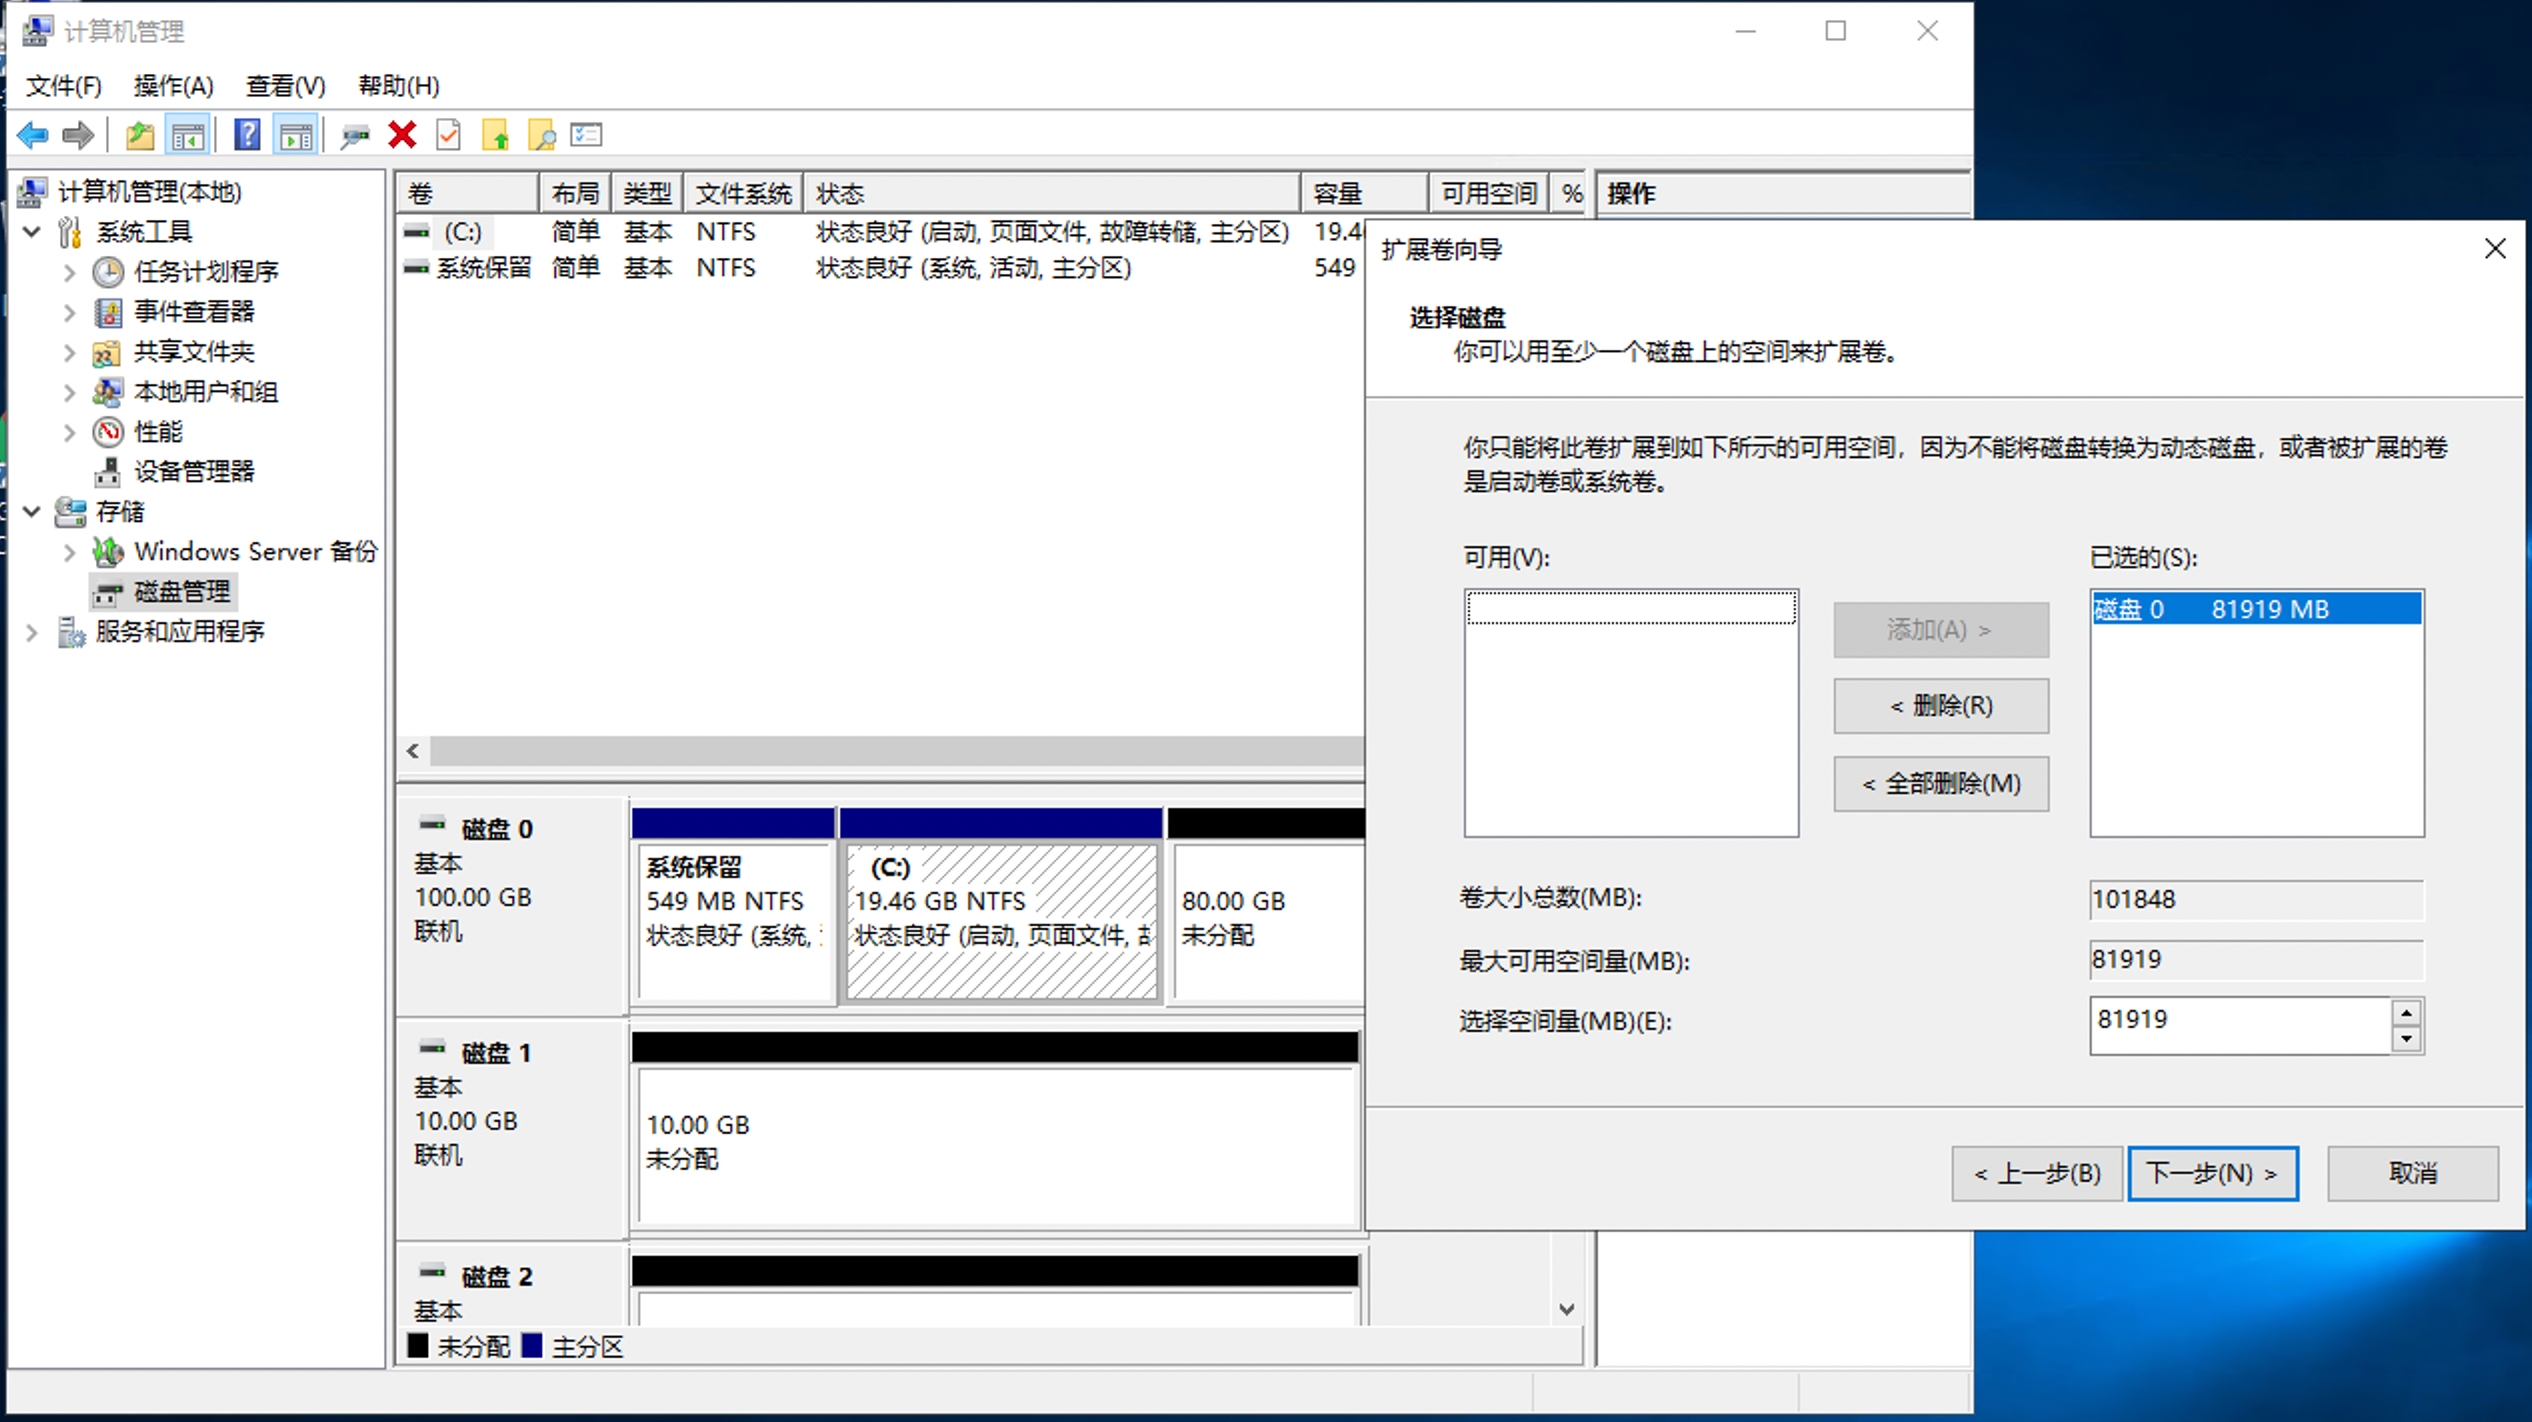 计算机管理
文件(F) 操作(A) 查看(V) 帮助(H)
计算机管理(本地)
系统工具
任务计划程序
事件查看器
共享文件夹
本地用户和组
性能
设备管理器
存储
Windows Server 备份
磁盘管理
服务和应用程序
卷 布局 类型 文件系统 状态 容量 可用空间 %
(C:) 简单 基本 NTFS 状态良好 (启动, 页面文件, 故障转储, 主分区) 19.4
系统保留 简单 基本 NTFS 状态良好 (系统, 活动, 主分区) 549
操作
磁盘 0
基本
100.00 GB
联机
系统保留
549 MB NTFS
状态良好 (系统,
(C:)
19.46 GB NTFS
状态良好 (启动, 页面文件,
80.00 GB
未分配
磁盘 1
基本
10.00 GB
联机
10.00 GB
未分配
磁盘 2
基本
未分配 主分区
扩展卷向导
选择磁盘
你可以用至少一个磁盘上的空间来扩展卷。
你只能将此卷扩展到如下所示的可用空间，因为不能将磁盘转换为动态磁盘，或者被扩展的卷
是启动卷或系统卷。
可用(V):
已选的(S):
添加(A) >
< 删除(R)
< 全部删除(M)
磁盘 0 81919 MB
卷大小总数(MB): 101848
最大可用空间量(MB): 81919
选择空间量(MB)(E): 81919
< 上一步(B) 下一步(N) > 取消